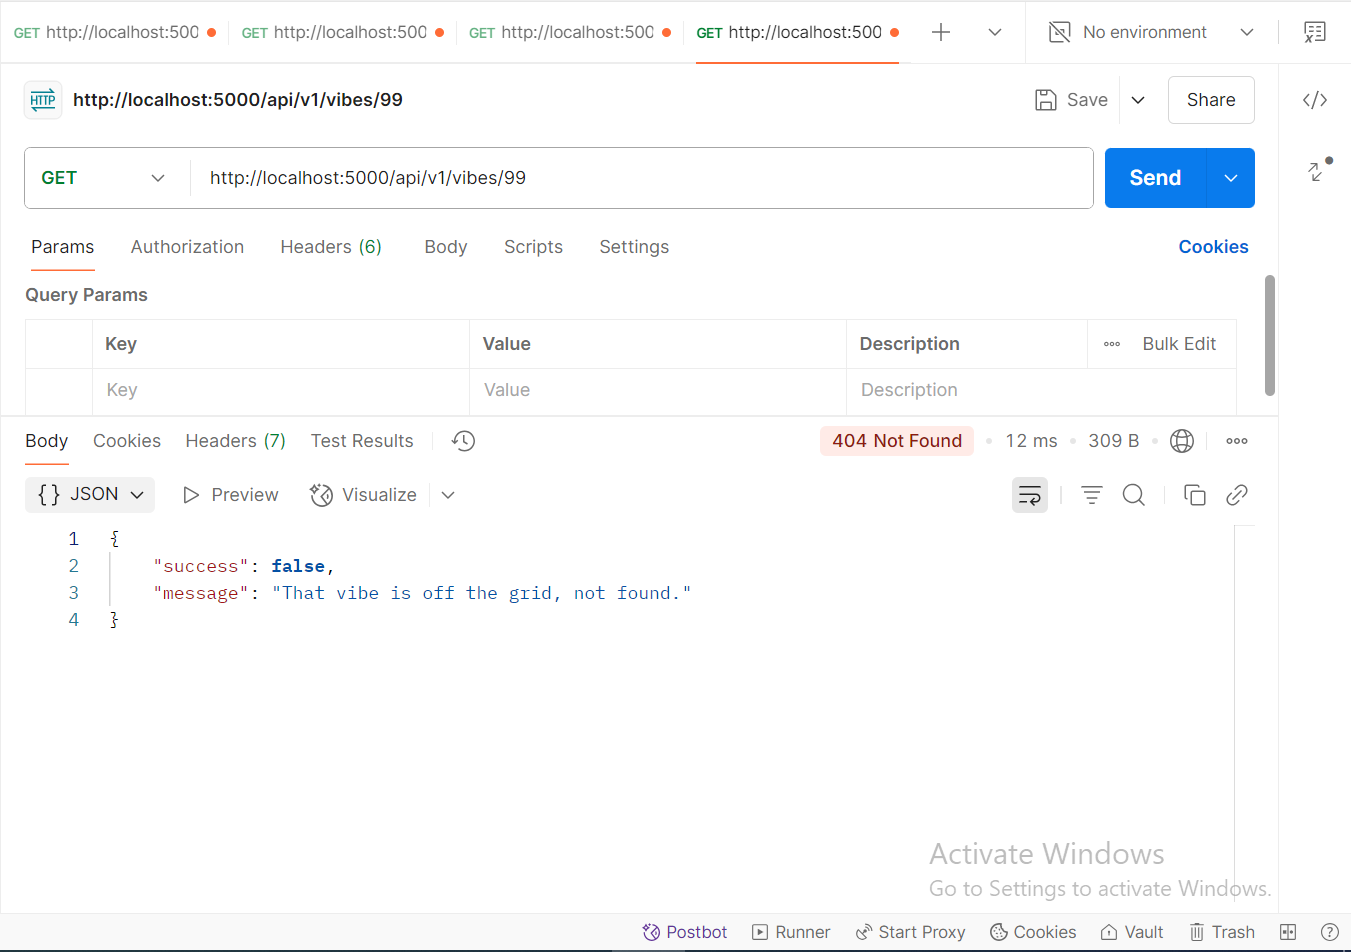 GET http://localhost:500 GET http://localhost:500 GET http://localhost:500 GET http://localhost:500 No environment
HTTP http://localhost:5000/api/v1/vibes/99 Save Share
GET http://localhost:5000/api/v1/vibes/99 Send
Params Authorization Headers (6) Body Scripts Settings Cookies
Query Params
Key Value Description Bulk Edit
Key Value Description
Body Cookies Headers (7) Test Results 404 Not Found 12 ms 309 B
{} JSON Preview Visualize
1 {
2 "success": false,
3 "message": "That vibe is off the grid, not found."
4 }
Activate Windows
Go to Settings to activate Windows.
Postbot Runner Start Proxy Cookies Vault Trash